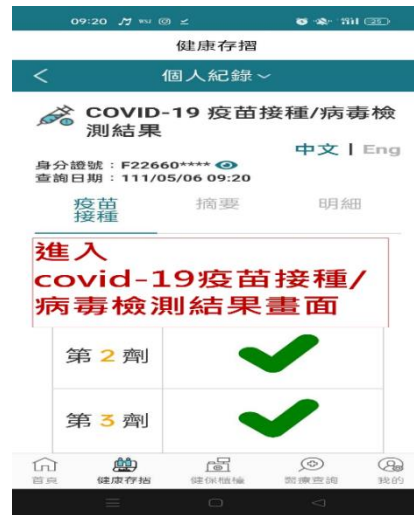 09:20
健康存摺
個人紀錄
COVID-19 疫苗接種/病毒檢
測結果
中文 | Eng
身分證號：F22660****
查詢日期：111/05/06 09:20
疫苗
接種
摘要
明細
進入
covid-19疫苗接種/
病毒檢測結果畫面
第 2 劑
第 3 劑
首頁 健康存摺 健保櫃檯 醫療查詢 我的